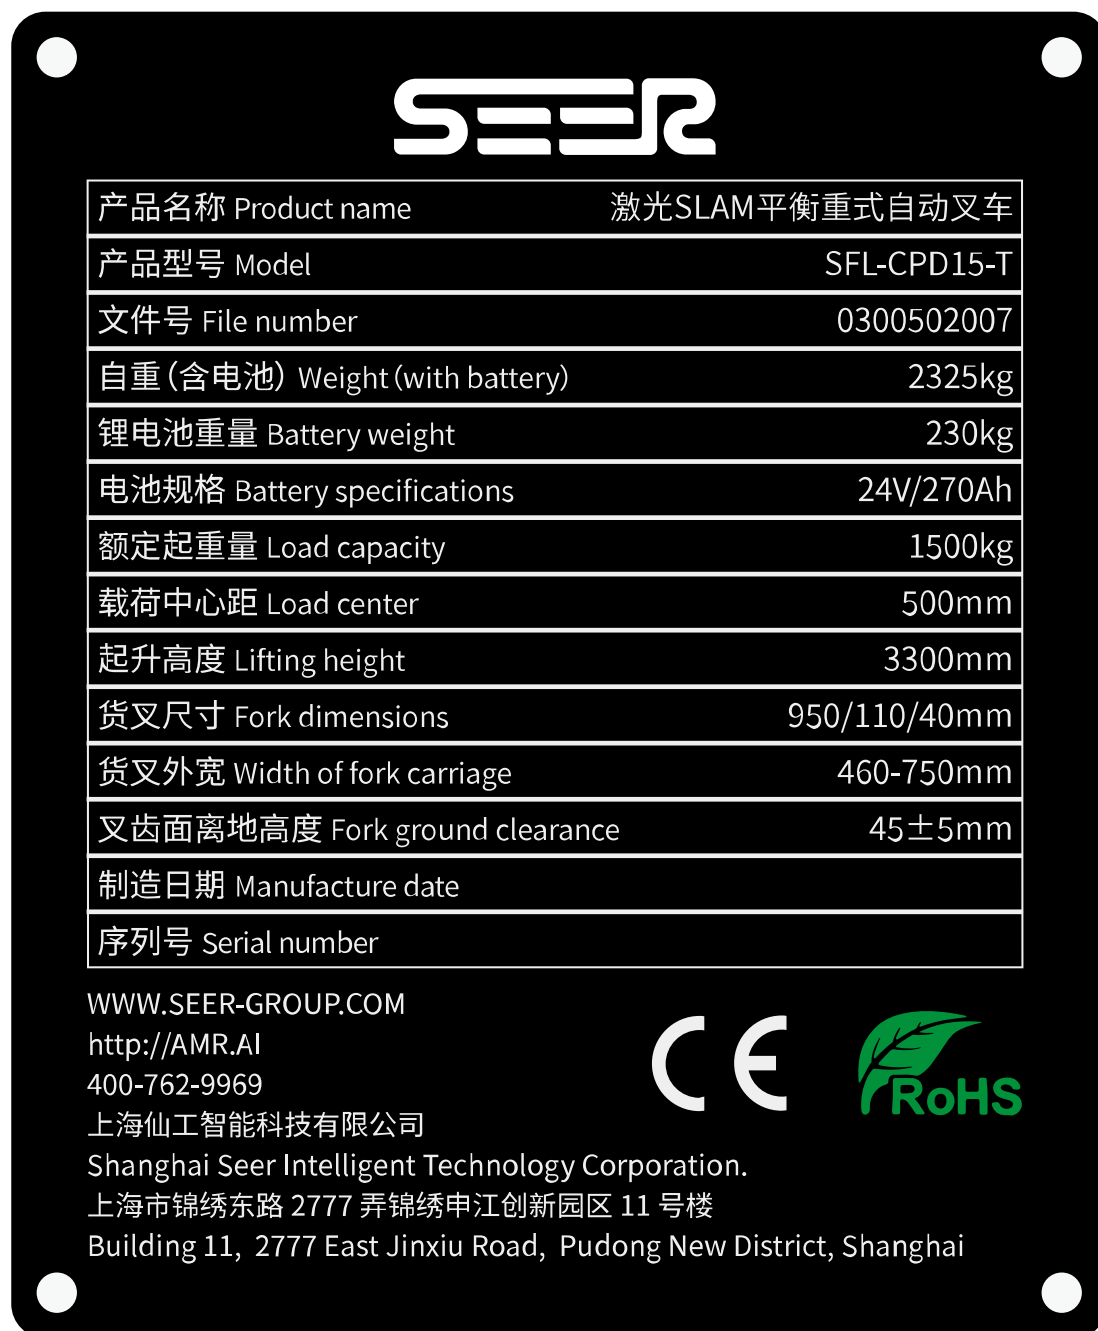 SEER
产品名称 Product name 激光SLAM平衡重式自动叉车
产品型号 Model SFL-CPD15-T
文件号 File number 0300502007
自重(含电池) Weight(with battery) 2325kg
锂电池重量 Battery weight 230kg
电池规格 Battery specifications 24V/270Ah
额定起重量 Load capacity 1500kg
载荷中心距 Load center 500mm
起升高度 Lifting height 3300mm
货叉尺寸 Fork dimensions 950/110/40mm
货叉外宽 Width of fork carriage 460-750mm
叉齿面离地高度 Fork ground clearance 45±5mm
制造日期 Manufacture date
序列号 Serial number
WWW.SEER-GROUP.COM
http://AMR.AI
400-762-9969
上海仙工智能科技有限公司
Shanghai Seer Intelligent Technology Corporation.
上海市锦绣东路 2777 弄锦绣申江创新园区 11 号楼
Building 11, 2777 East Jinxiu Road, Pudong New District, Shanghai
CE
RoHS